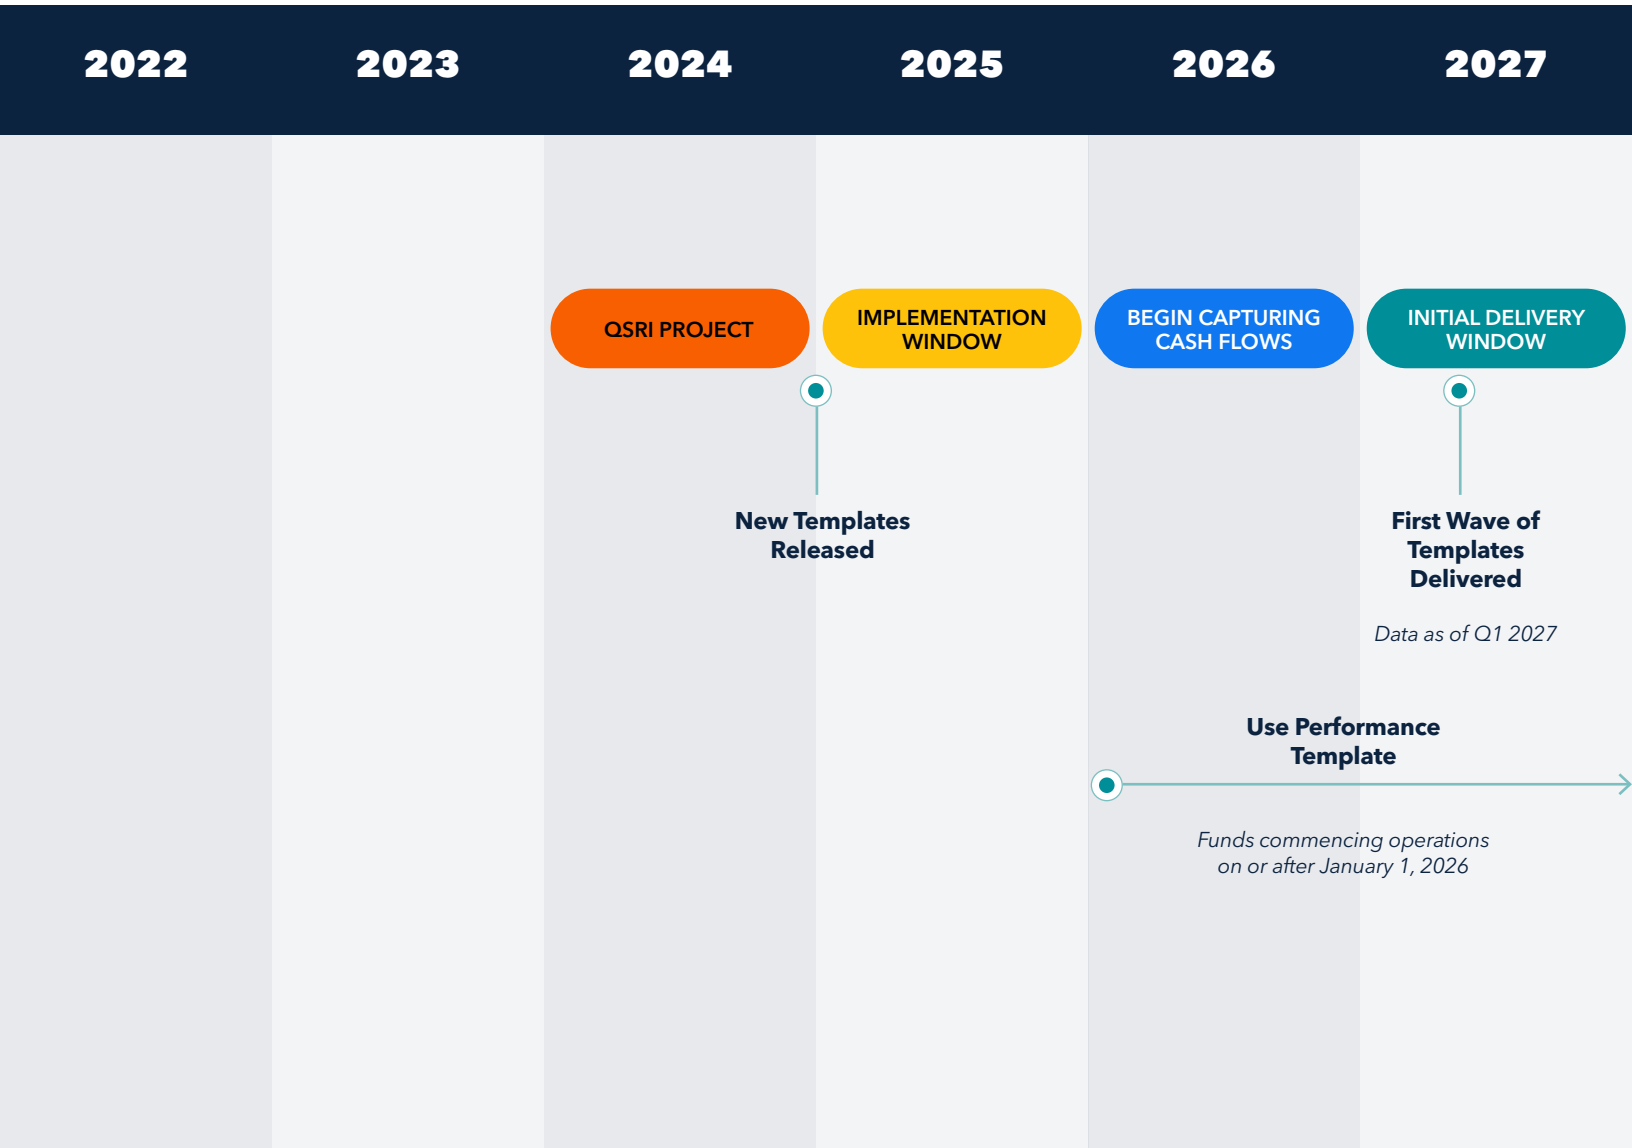 2022 2023 2024 2025 2026 2027
QSRI PROJECT
IMPLEMENTATION
WINDOW
BEGIN CAPTURING
CASH FLOWS
INITIAL DELIVERY
WINDOW
New Templates
Released
First Wave of
Templates
Delivered
Data as of Q1 2027
Use Performance
Template
Funds commencing operations
on or after January 1, 2026